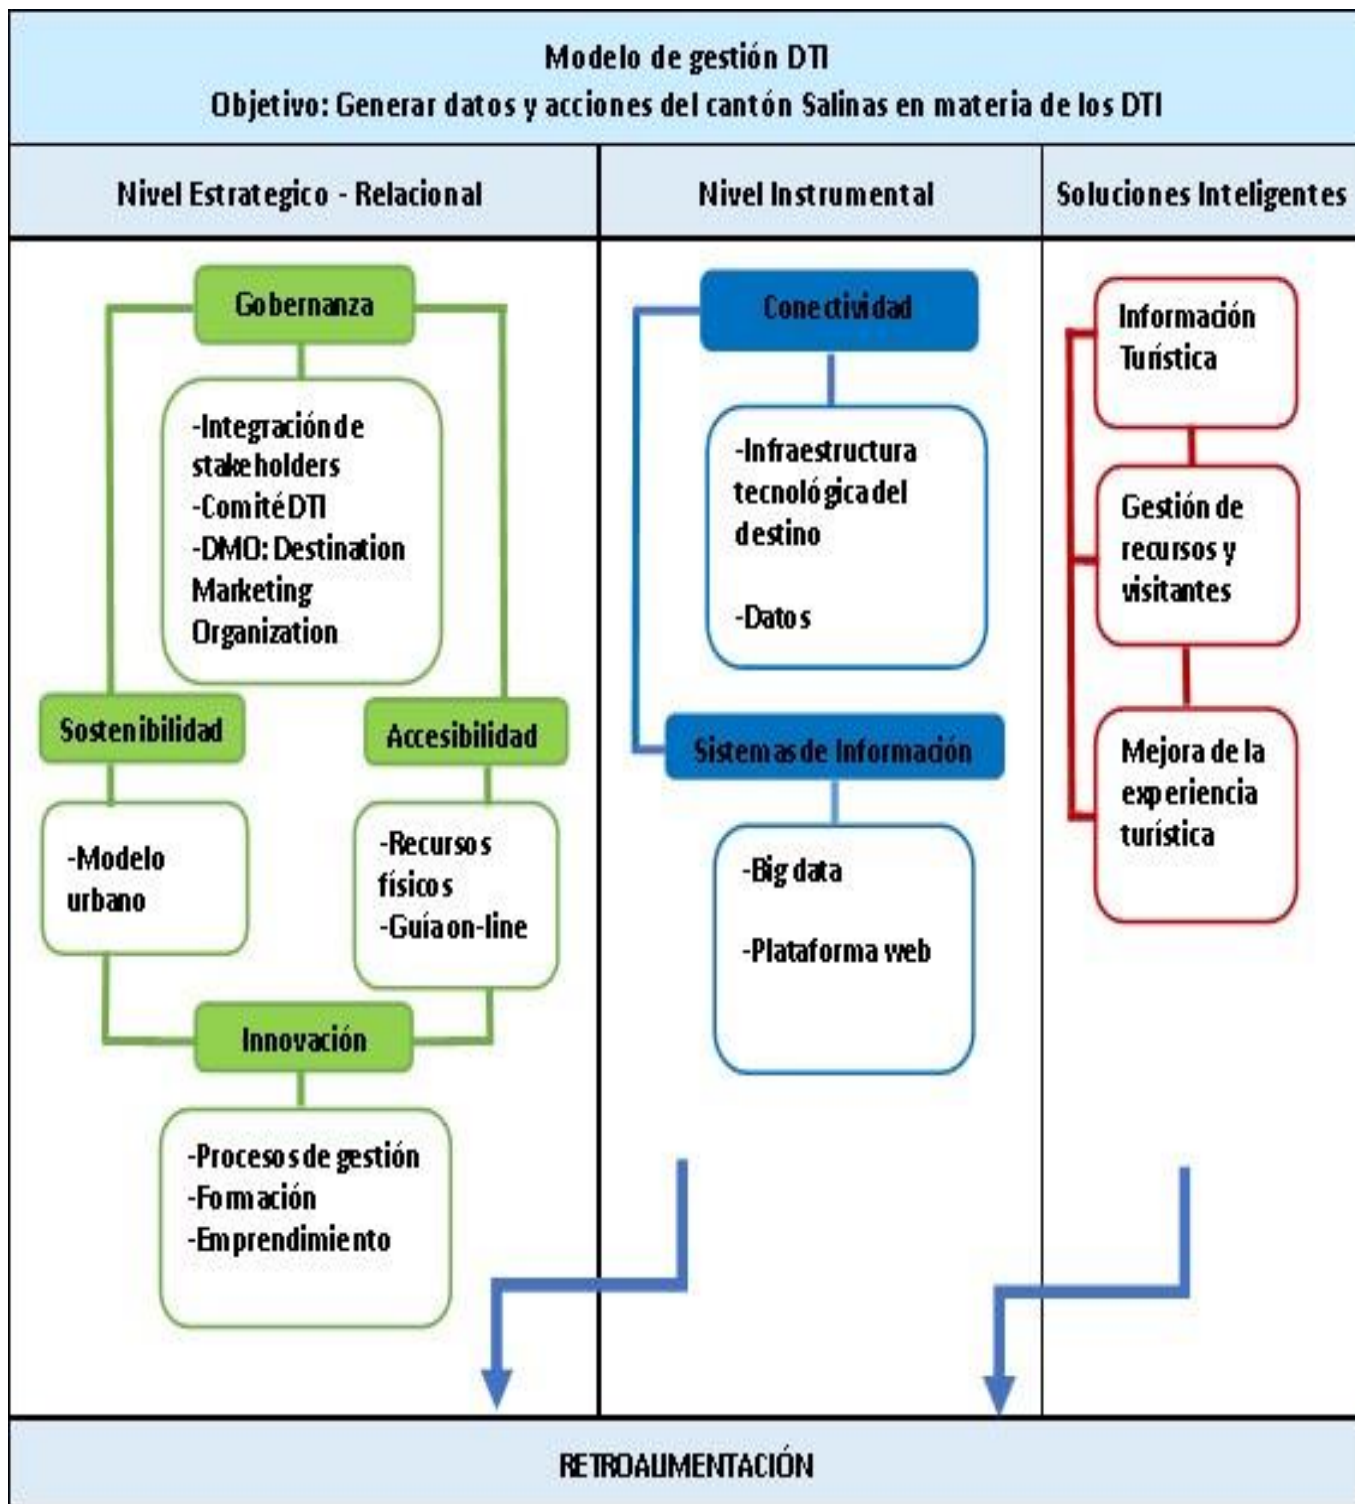 Modelo de gestión DTI
Objetivo: Generar datos y acciones del cantón Salinas en materia de los DTI
Nivel Estrategico - Relacional
Nivel Instrumental
Soluciones Inteligentes
Gobernanza
-Integración de
stakeholders
-Comité DTI
-DMO: Destination
Marketing
Organization
Sostenibilidad
Accesibilidad
-Modelo
urbano
-Recursos
físicos
-Guía on-line
Innovación
-Procesos de gestión
-Formación
-Emprendimiento
Conectividad
-Infraestructura
tecnológica del
destino
-Datos
Sistemas de Información
-Big data
-Plataforma web
Información
Turística
Gestión de
recursos y
visitantes
Mejora de la
experiencia
turística
RETROALIMENTACIÓN